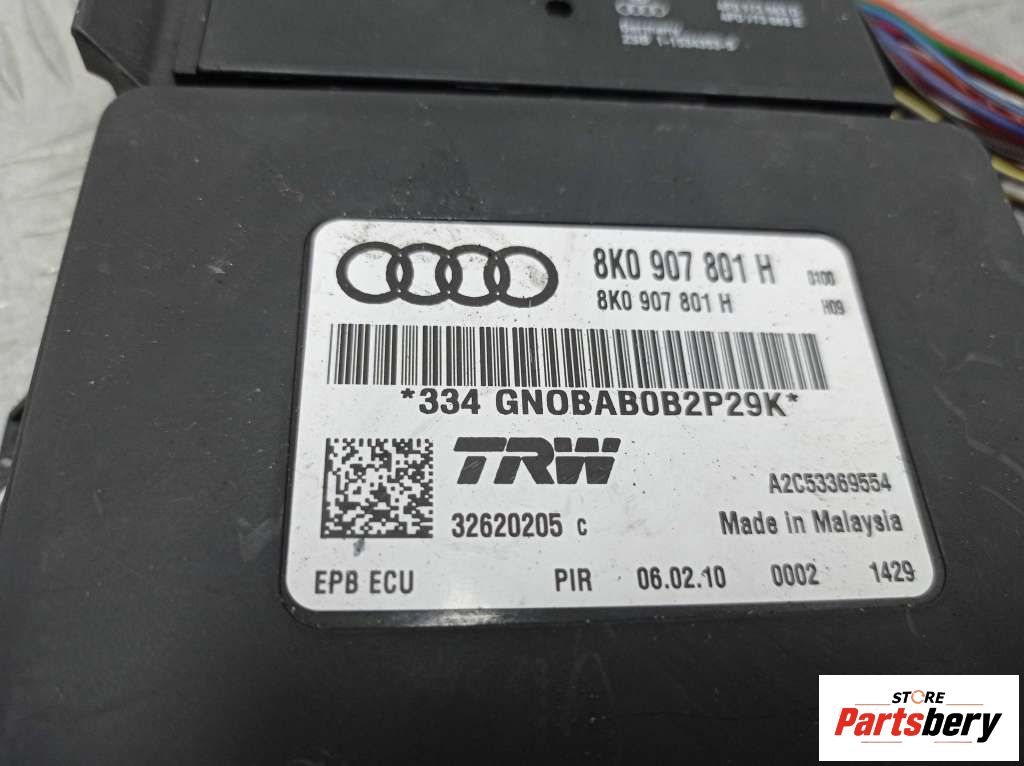 8K0 907 801 H 0100
8K0 907 801 H H09
*334 GNOBAB0B2P29K*
TRW
A2C53369554
32620205 c Made in Malaysia
EPB ECU PIR 06.02.10 0002 1429
STORE
Partsbery